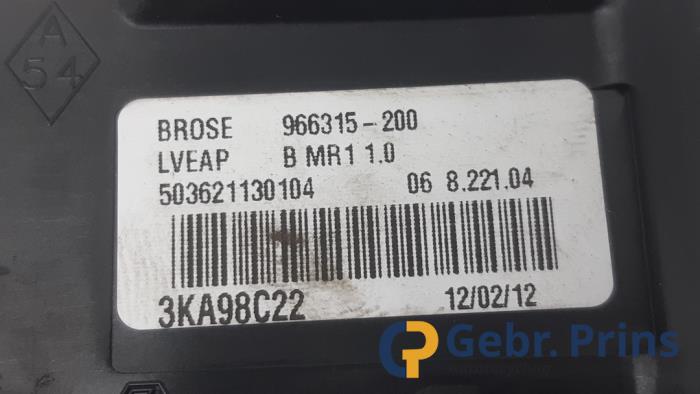 A
54
BROSE 966315-200
LVEAP B MR1 1.0
503621130104 06 8.221.04
3KA98C22 12/02/12
Gebr. Prins
autorecycling